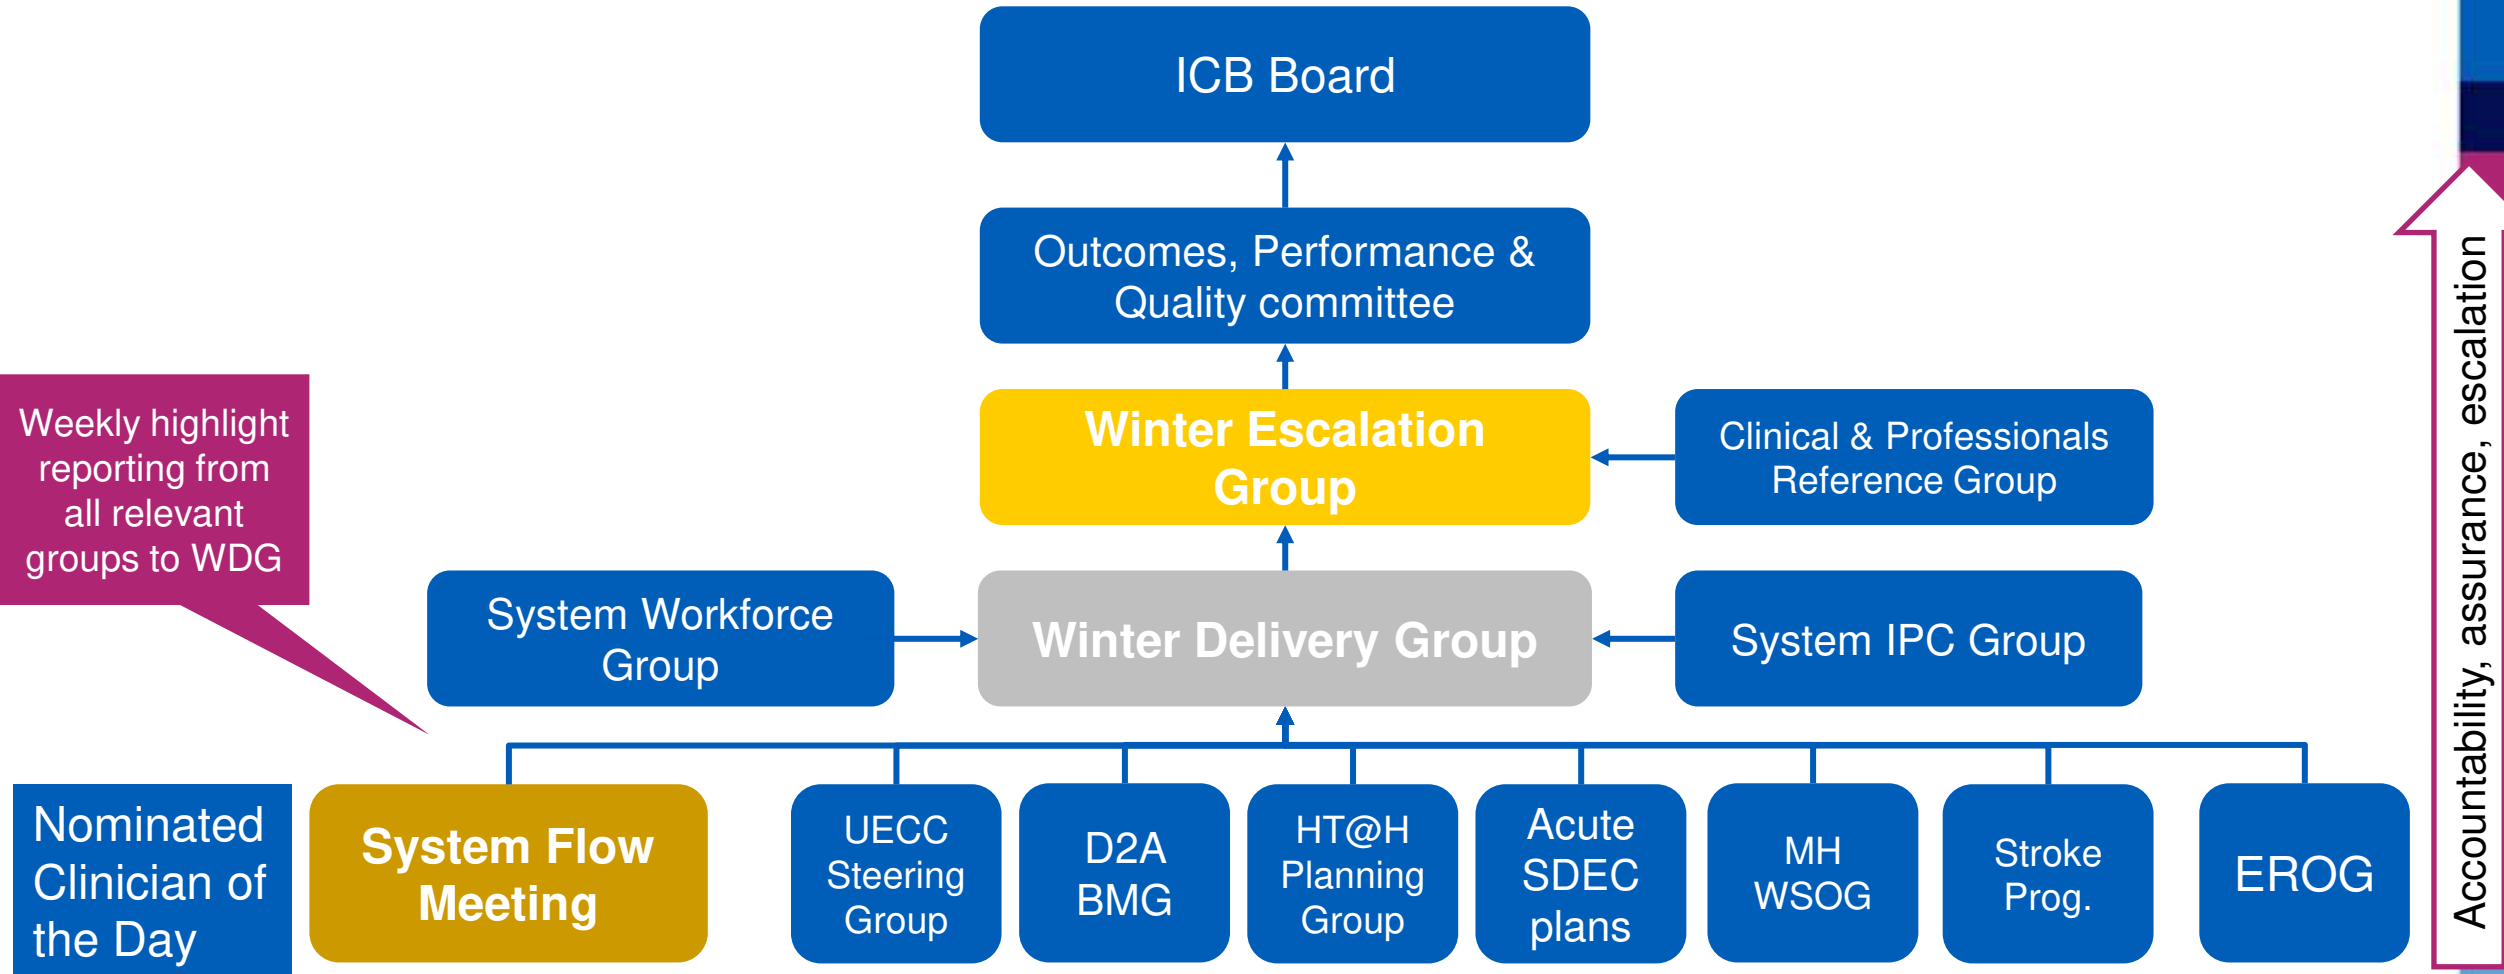 ICB Board
Outcomes, Performance &
Quality committee
Winter Escalation
Group
Clinical & Professionals
Reference Group
Weekly highlight
reporting from
all relevant
groups to WDG
System Workforce
Group
Winter Delivery Group
System IPC Group
Nominated
Clinician of
the Day
System Flow
Meeting
UECC
Steering
Group
D2A
BMG
HT@H
Planning
Group
Acute
SDEC
plans
MH
WSOG
Stroke
Prog.
EROG
Accountability, assurance, escalation